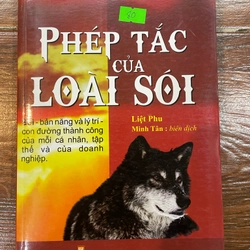 PHÉP TẮC
CỦA
LOÀI SÓI
Liệt Phu
Minh Tân : biên dịch
Sói - bản năng và lý trí -
con đường thành công
của mỗi cá nhân, tập
thể và của doanh
nghiệp.